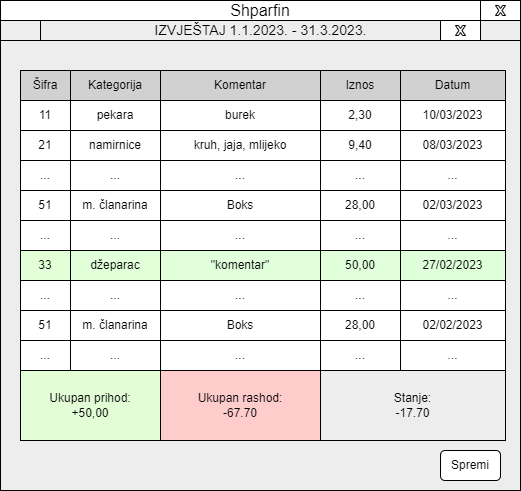 Shparfin X
IZVJEŠTAJ 1.1.2023. - 31.3.2023. X
Šifra Kategorija Komentar Iznos Datum
11 pekara burek 2,30 10/03/2023
21 namirnice kruh, jaja, mlijeko 9,40 08/03/2023
... ... ... ... ...
51 m. članarina Boks 28,00 02/03/2023
... ... ... ... ...
33 džeparac "komentar" 50,00 27/02/2023
... ... ... ... ...
51 m. članarina Boks 28,00 02/02/2023
... ... ... ... ...
Ukupan prihod: Ukupan rashod: Stanje:
+50,00 -67.70 -17.70
Spremi